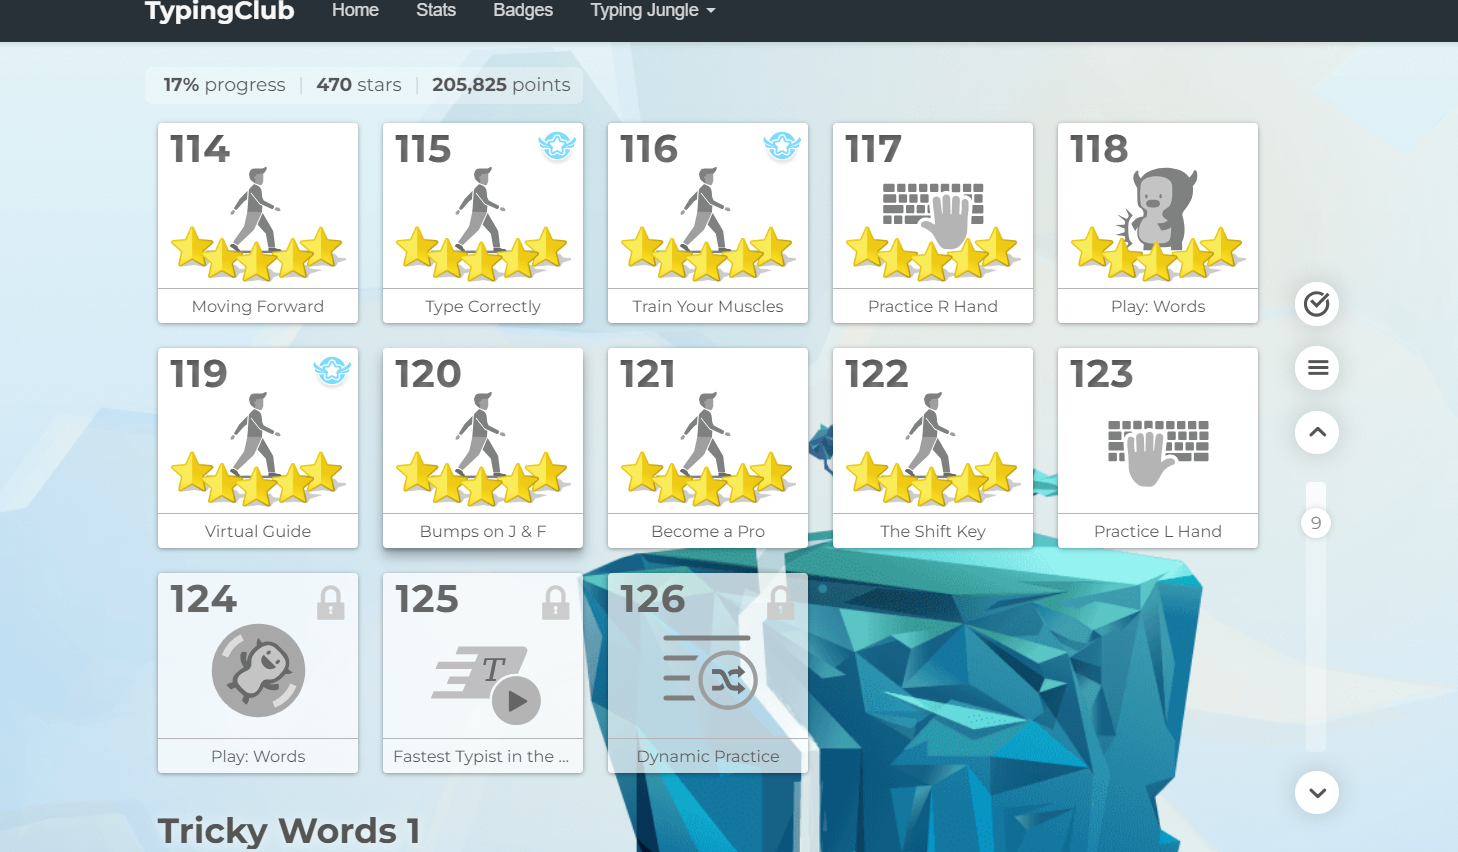 TypingClub Home Stats Badges Typing Jungle
17% progress 470 stars 205,825 points
114 115 116 117 118
Moving Forward Type Correctly Train Your Muscles Practice R Hand Play: Words
119 120 121 122 123
Virtual Guide Bumps on J & F Become a Pro The Shift Key Practice L Hand
9
124 125 126
T
Play: Words Fastest Typist in the ... Dynamic Practice
Tricky Words 1